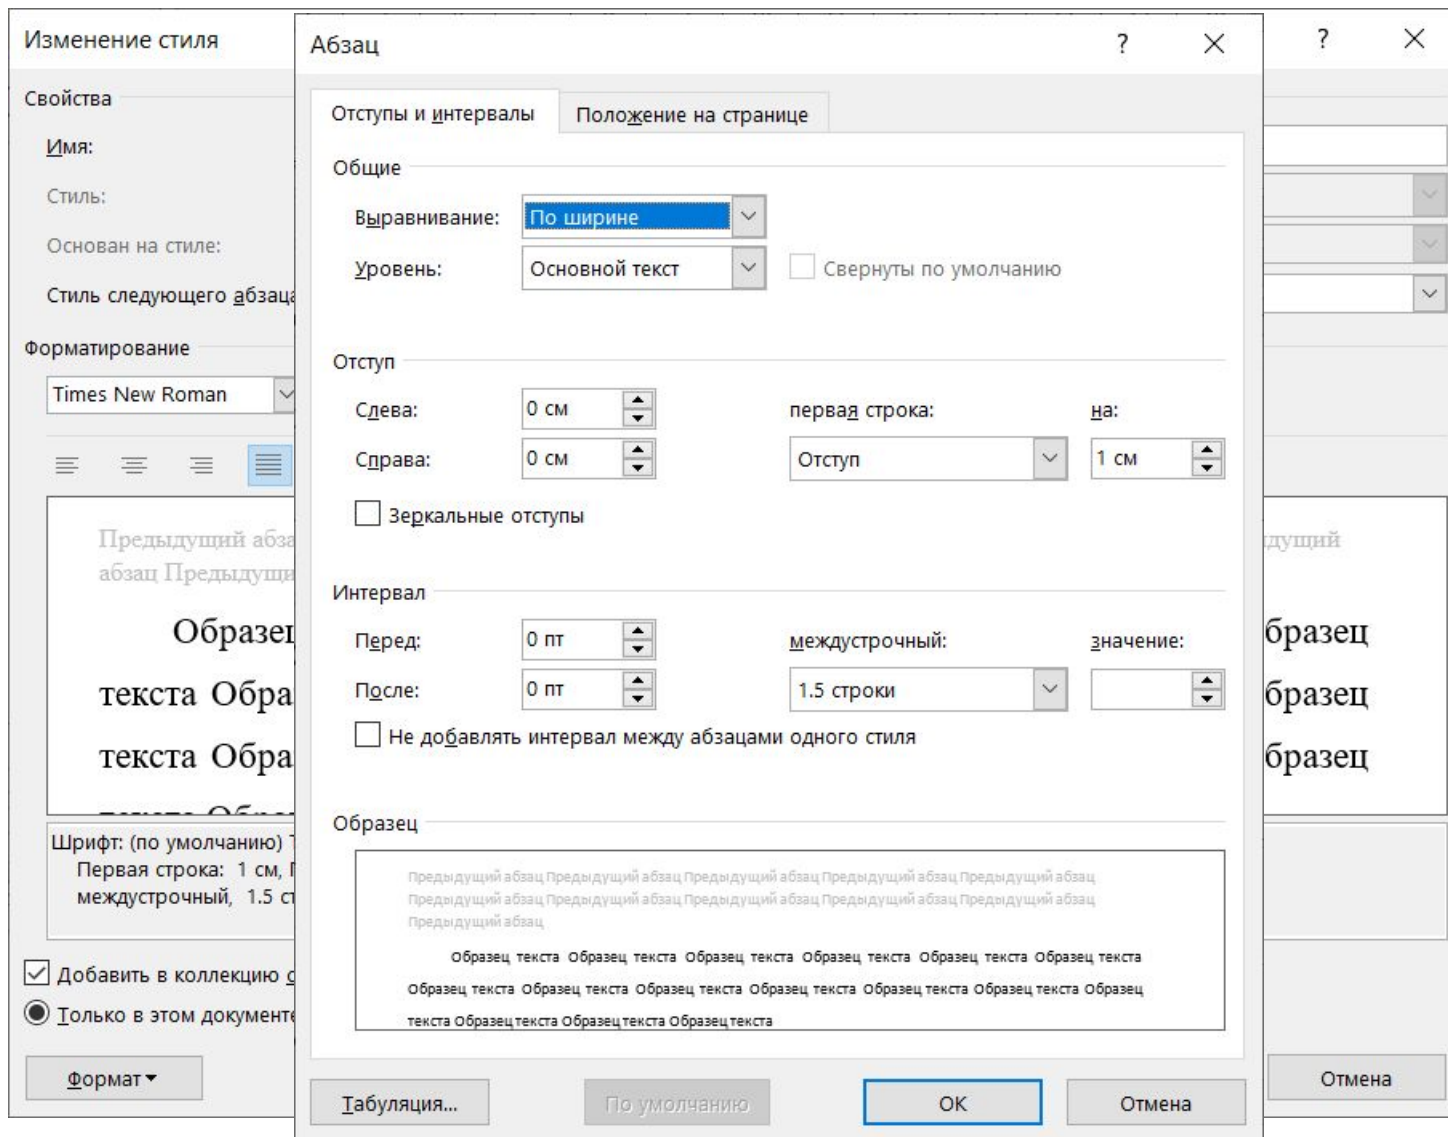 Изменение стиля
Свойства
Имя:
Стиль:
Основан на стиле:
Стиль следующего абзаца
Форматирование
Times New Roman
Предыдущий абза
абзац Предыдущи
Образец
текста Обра
текста Обра
текста Обра
Шрифт: (по умолчанию) T
Первая строка: 1 см,
междустрочный, 1.5 ст
Добавить в коллекцию с
Только в этом документе
Формат
Абзац
?
Отступы и интервалы
Положение на странице
Общие
Выравнивание: По ширине
Уровень: Основной текст Свернуты по умолчанию
Отступ
Слева: 0 см первая строка: на:
Справа: 0 см Отступ 1 см
Зеркальные отступы
Интервал
Перед: 0 пт междустрочный: значение:
После: 0 пт 1.5 строки
Не добавлять интервал между абзацами одного стиля
Образец
Предыдущий абзац Предыдущий абзац Предыдущий абзац Предыдущий абзац Предыдущий абзац
Предыдущий абзац Предыдущий абзац Предыдущий абзац Предыдущий абзац Предыдущий абзац
Предыдущий абзац
Образец текста Образец текста Образец текста Образец текста Образец текста Образец текста
Образец текста Образец текста Образец текста Образец текста Образец текста Образец текста Образец
текста Образец текста Образец текста Образец текста
Табуляция... По умолчанию ОК Отмена
?
дущий
бразец
бразец
бразец
Отмена